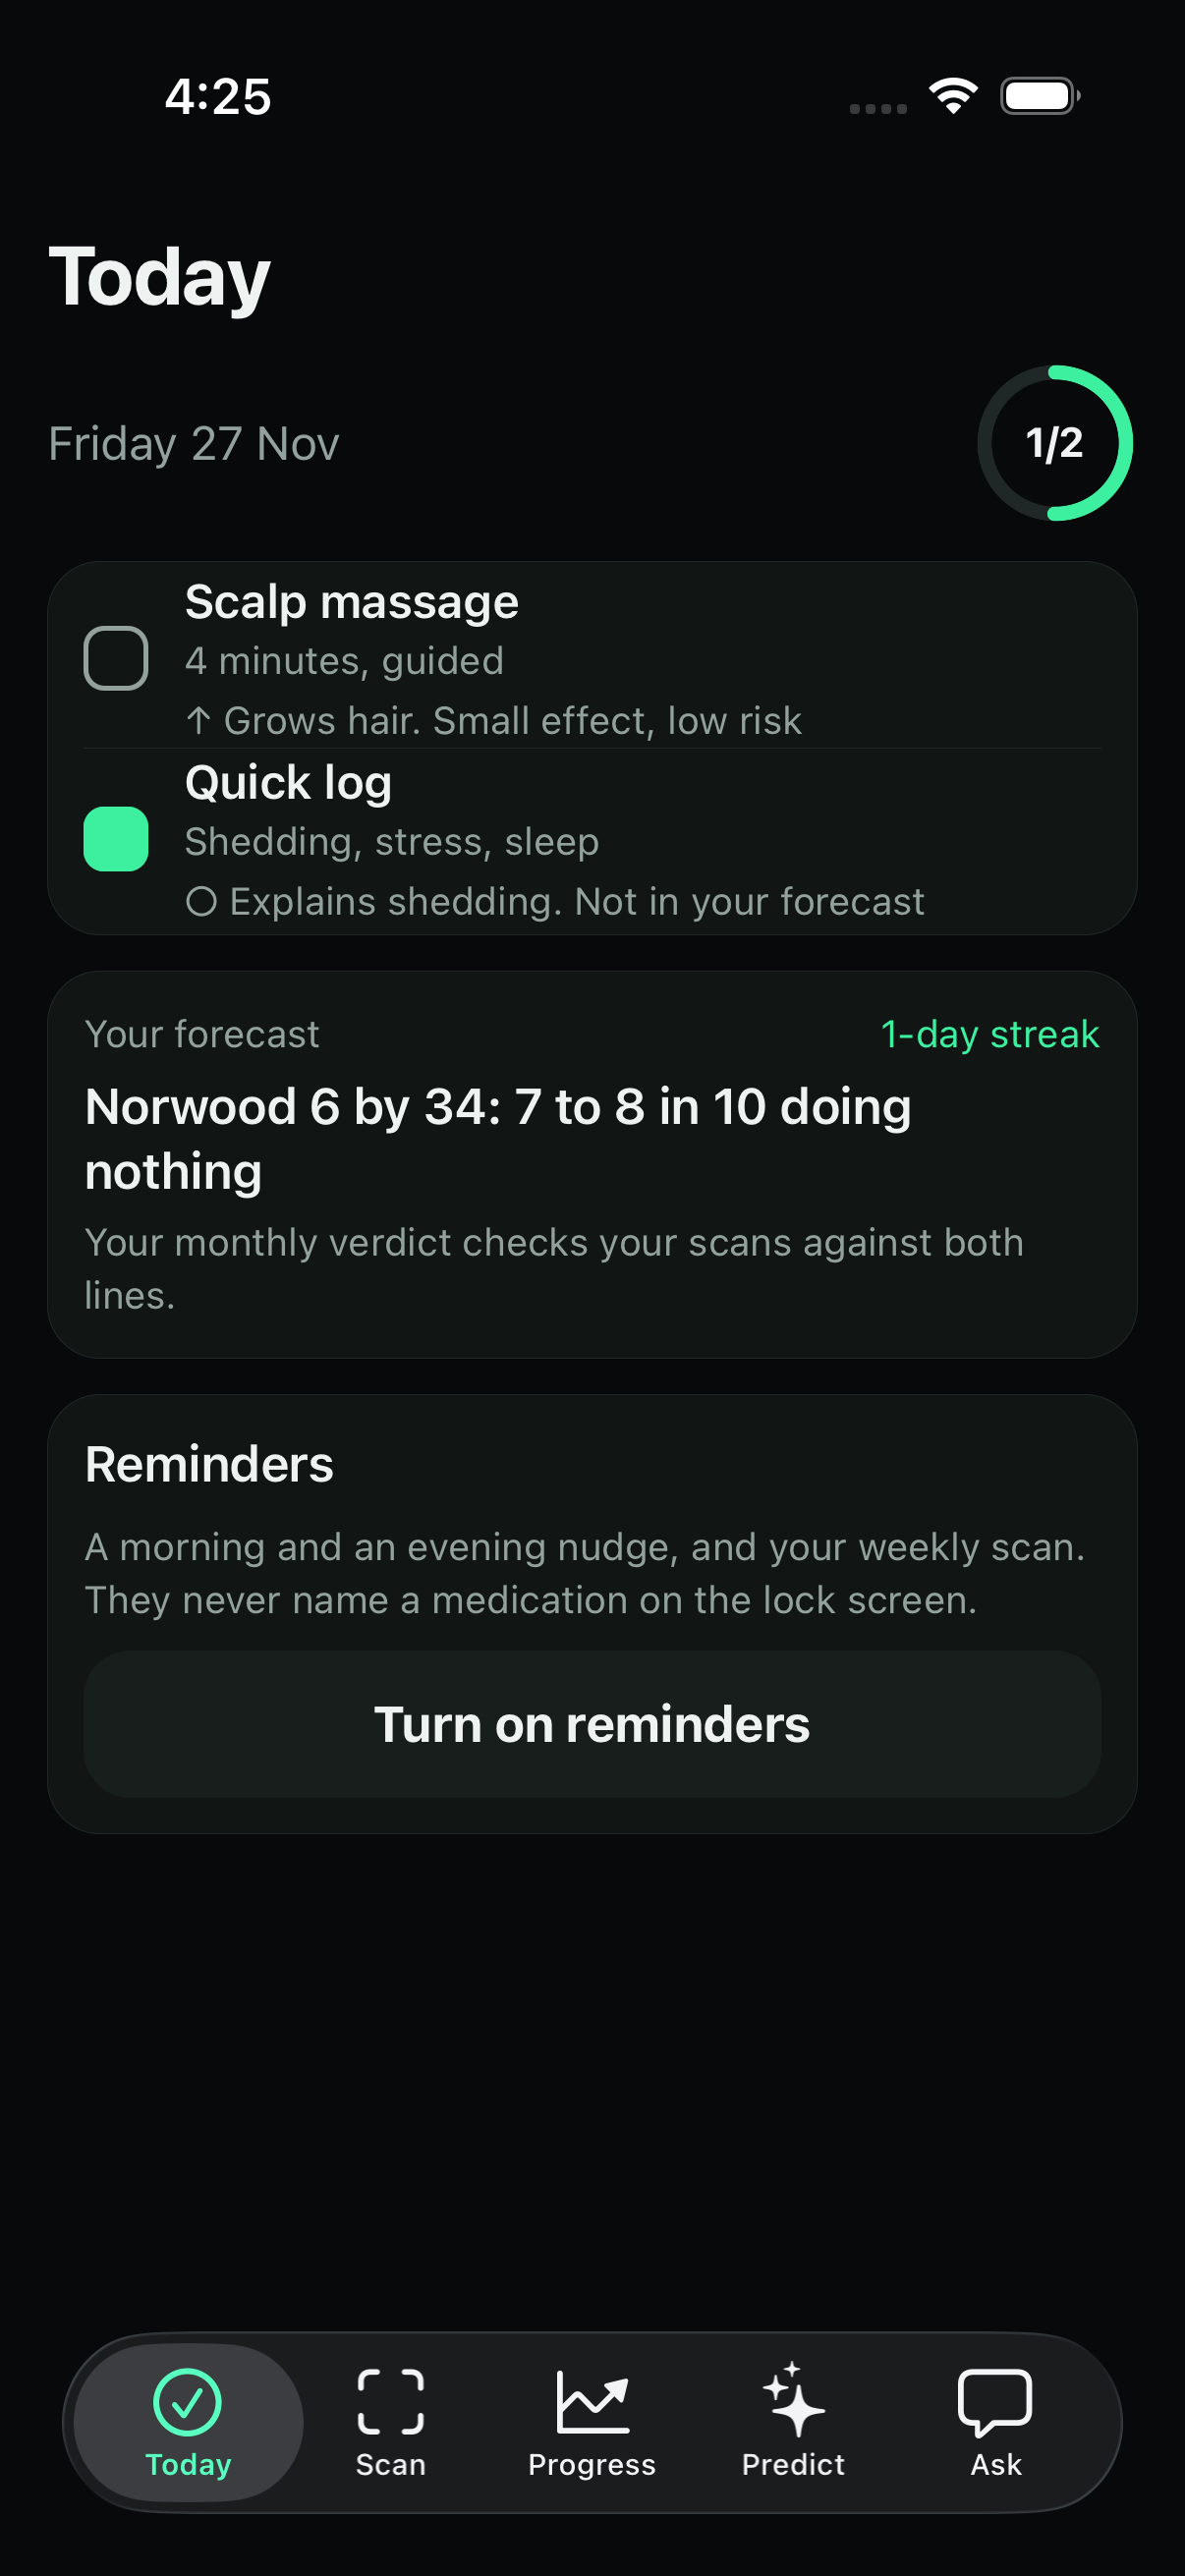 4:25
Today
Friday 27 Nov
1/2
Scalp massage
4 minutes, guided
↑ Grows hair. Small effect, low risk
Quick log
Shedding, stress, sleep
○ Explains shedding. Not in your forecast
Your forecast
1-day streak
Norwood 6 by 34: 7 to 8 in 10 doing
nothing
Your monthly verdict checks your scans against both
lines.
Reminders
A morning and an evening nudge, and your weekly scan.
They never name a medication on the lock screen.
Turn on reminders
Today
Scan
Progress
Predict
Ask